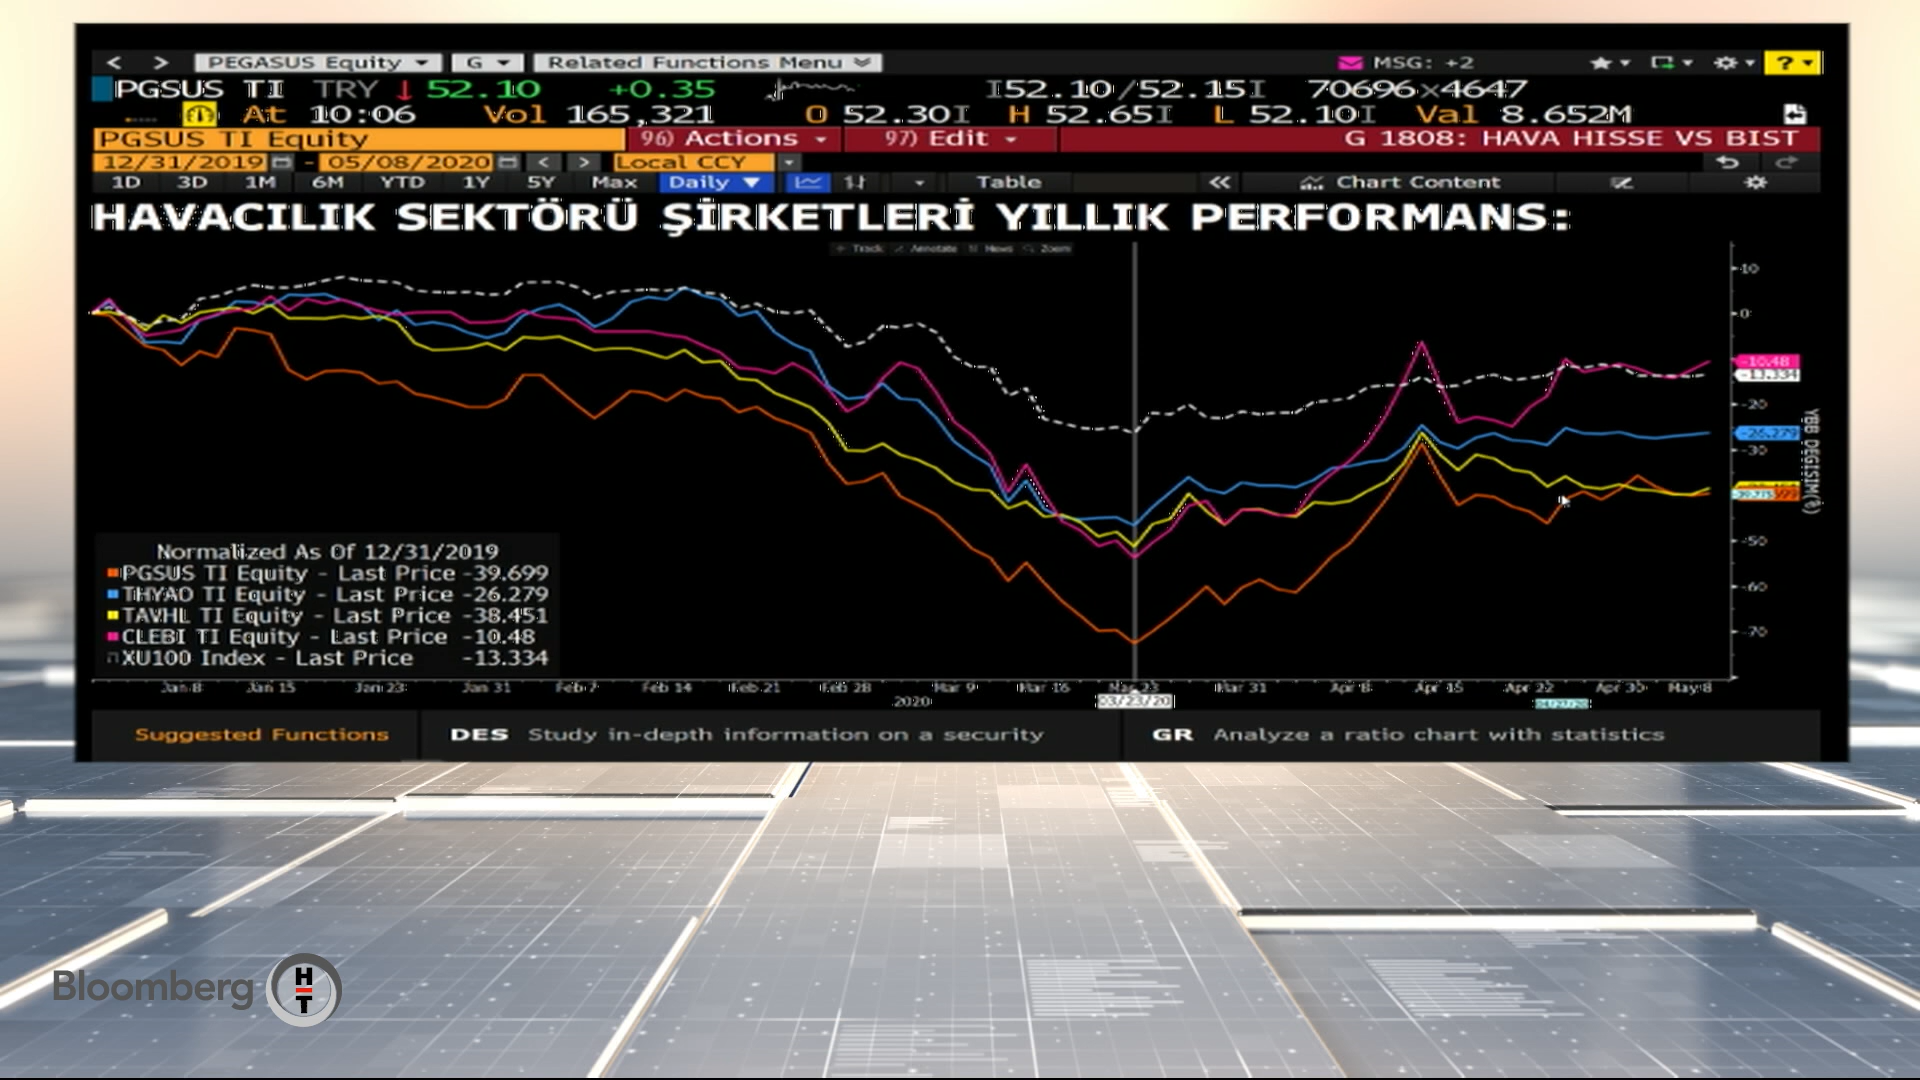 < > PEGASUS Equity G Related Functions Menu MSG: +2 ?
PGSUS TI TRY 52.10 +0.35 I52.10/52.15I 70696×4647
At 10:06 Vol 165,321 O 52.30I H 52.65I L 52.10I Val 8.652M
PGSUS TI Equity 96) Actions 97) Edit G 1808: HAVA HISSE VS BIST
12/31/2019 - 05/08/2020 < > Local CCY
1D 3D 1M 6M YTD 1Y 5Y Max Daily Table « Chart Content
HAVACILIK SEKTÖRÜ ŞİRKETLERİ YILLIK PERFORMANS:
Track Annotate News Zoom
10
0
-10.48
-13.334
-20
-26.279
-30
-50
-60
-70
YBB DEGISIM(%)
Normalized As Of 12/31/2019
PGSUS TI Equity - Last Price -39.699
THYAO TI Equity - Last Price -26.279
TAVHL TI Equity - Last Price -38.451
CLEBI TI Equity - Last Price -10.48
XU100 Index - Last Price -13.334
Jan 8 Jan 15 Jan 23 Jan 31 Feb 7 Feb 14 Feb 21 Feb 28 Mar 9 Mar 16 Mar 23 Mar 31 Apr 8 Apr 15 Apr 22 Apr 30 May 8
2020 03/23/20
Suggested Functions DES Study in-depth information on a security GR Analyze a ratio chart with statistics
Bloomberg HT